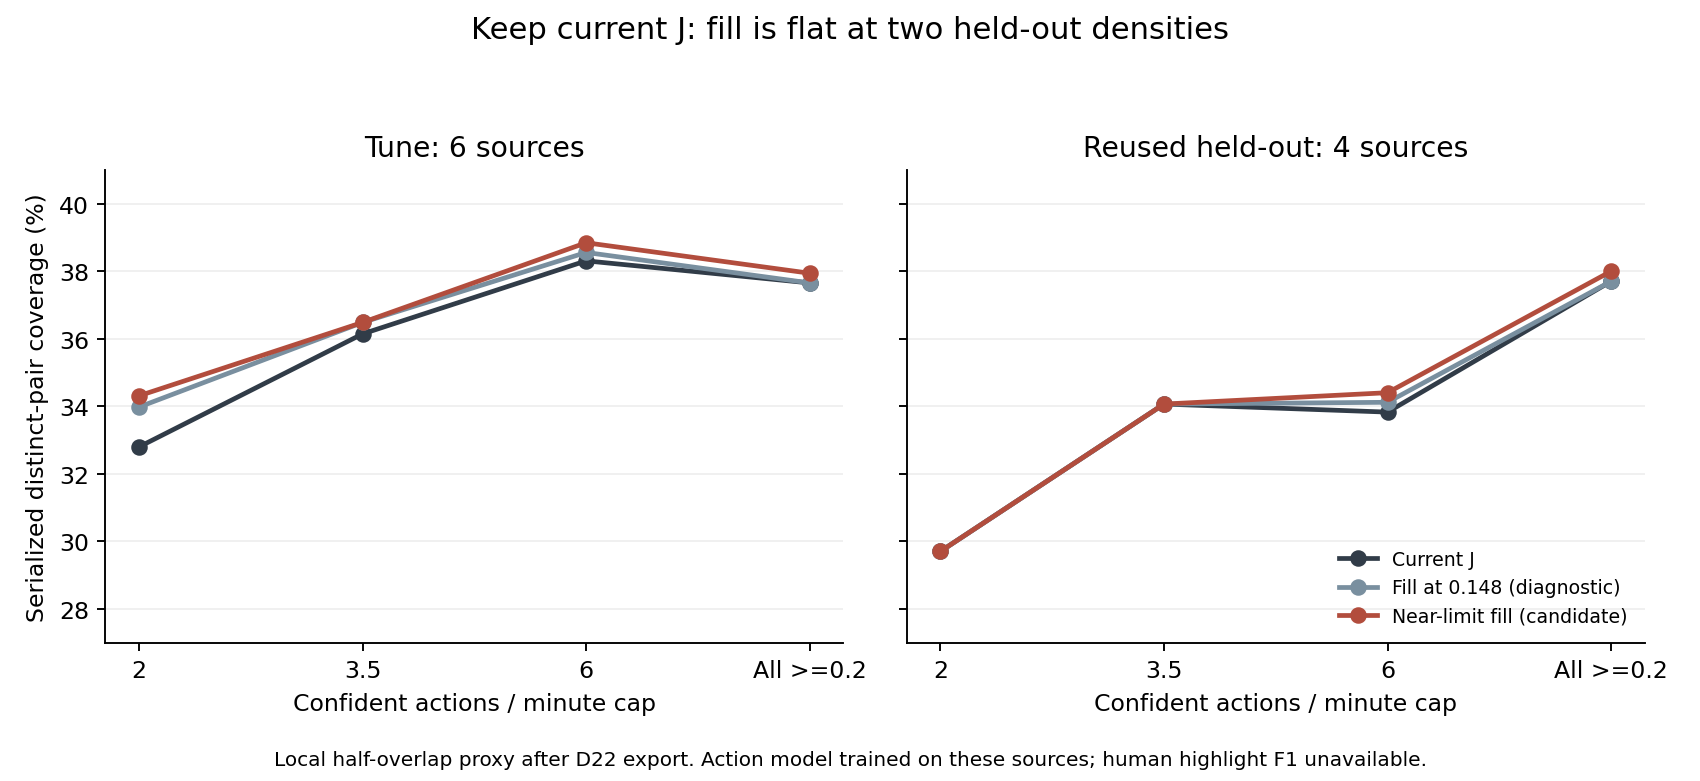 Keep current J: fill is flat at two held-out densities
Tune: 6 sources
Serialized distinct-pair coverage (%)
40
38
36
34
32
30
28
2
3.5
6
All >=0.2
Confident actions / minute cap
Reused held-out: 4 sources
Current J
Fill at 0.148 (diagnostic)
Near-limit fill (candidate)
2
3.5
6
All >=0.2
Confident actions / minute cap
Local half-overlap proxy after D22 export. Action model trained on these sources; human highlight F1 unavailable.